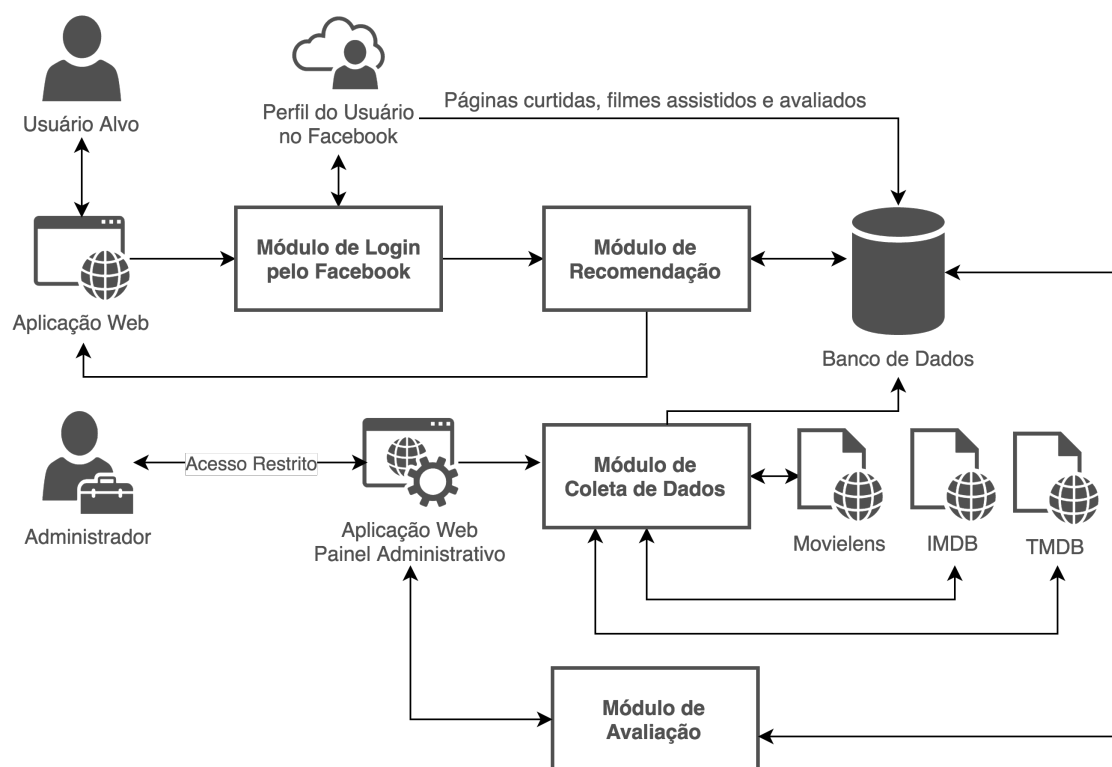 Páginas curtidas, filmes assistidos e avaliados
Usuário Alvo
Perfil do Usuário
no Facebook
Módulo de Login
pelo Facebook
Módulo de
Recomendação
Aplicação Web
Banco de Dados
Acesso Restrito
Módulo de
Coleta de Dados
Administrador
Aplicação Web
Painel Administrativo
Movielens
IMDB
TMDB
Módulo de
Avaliação